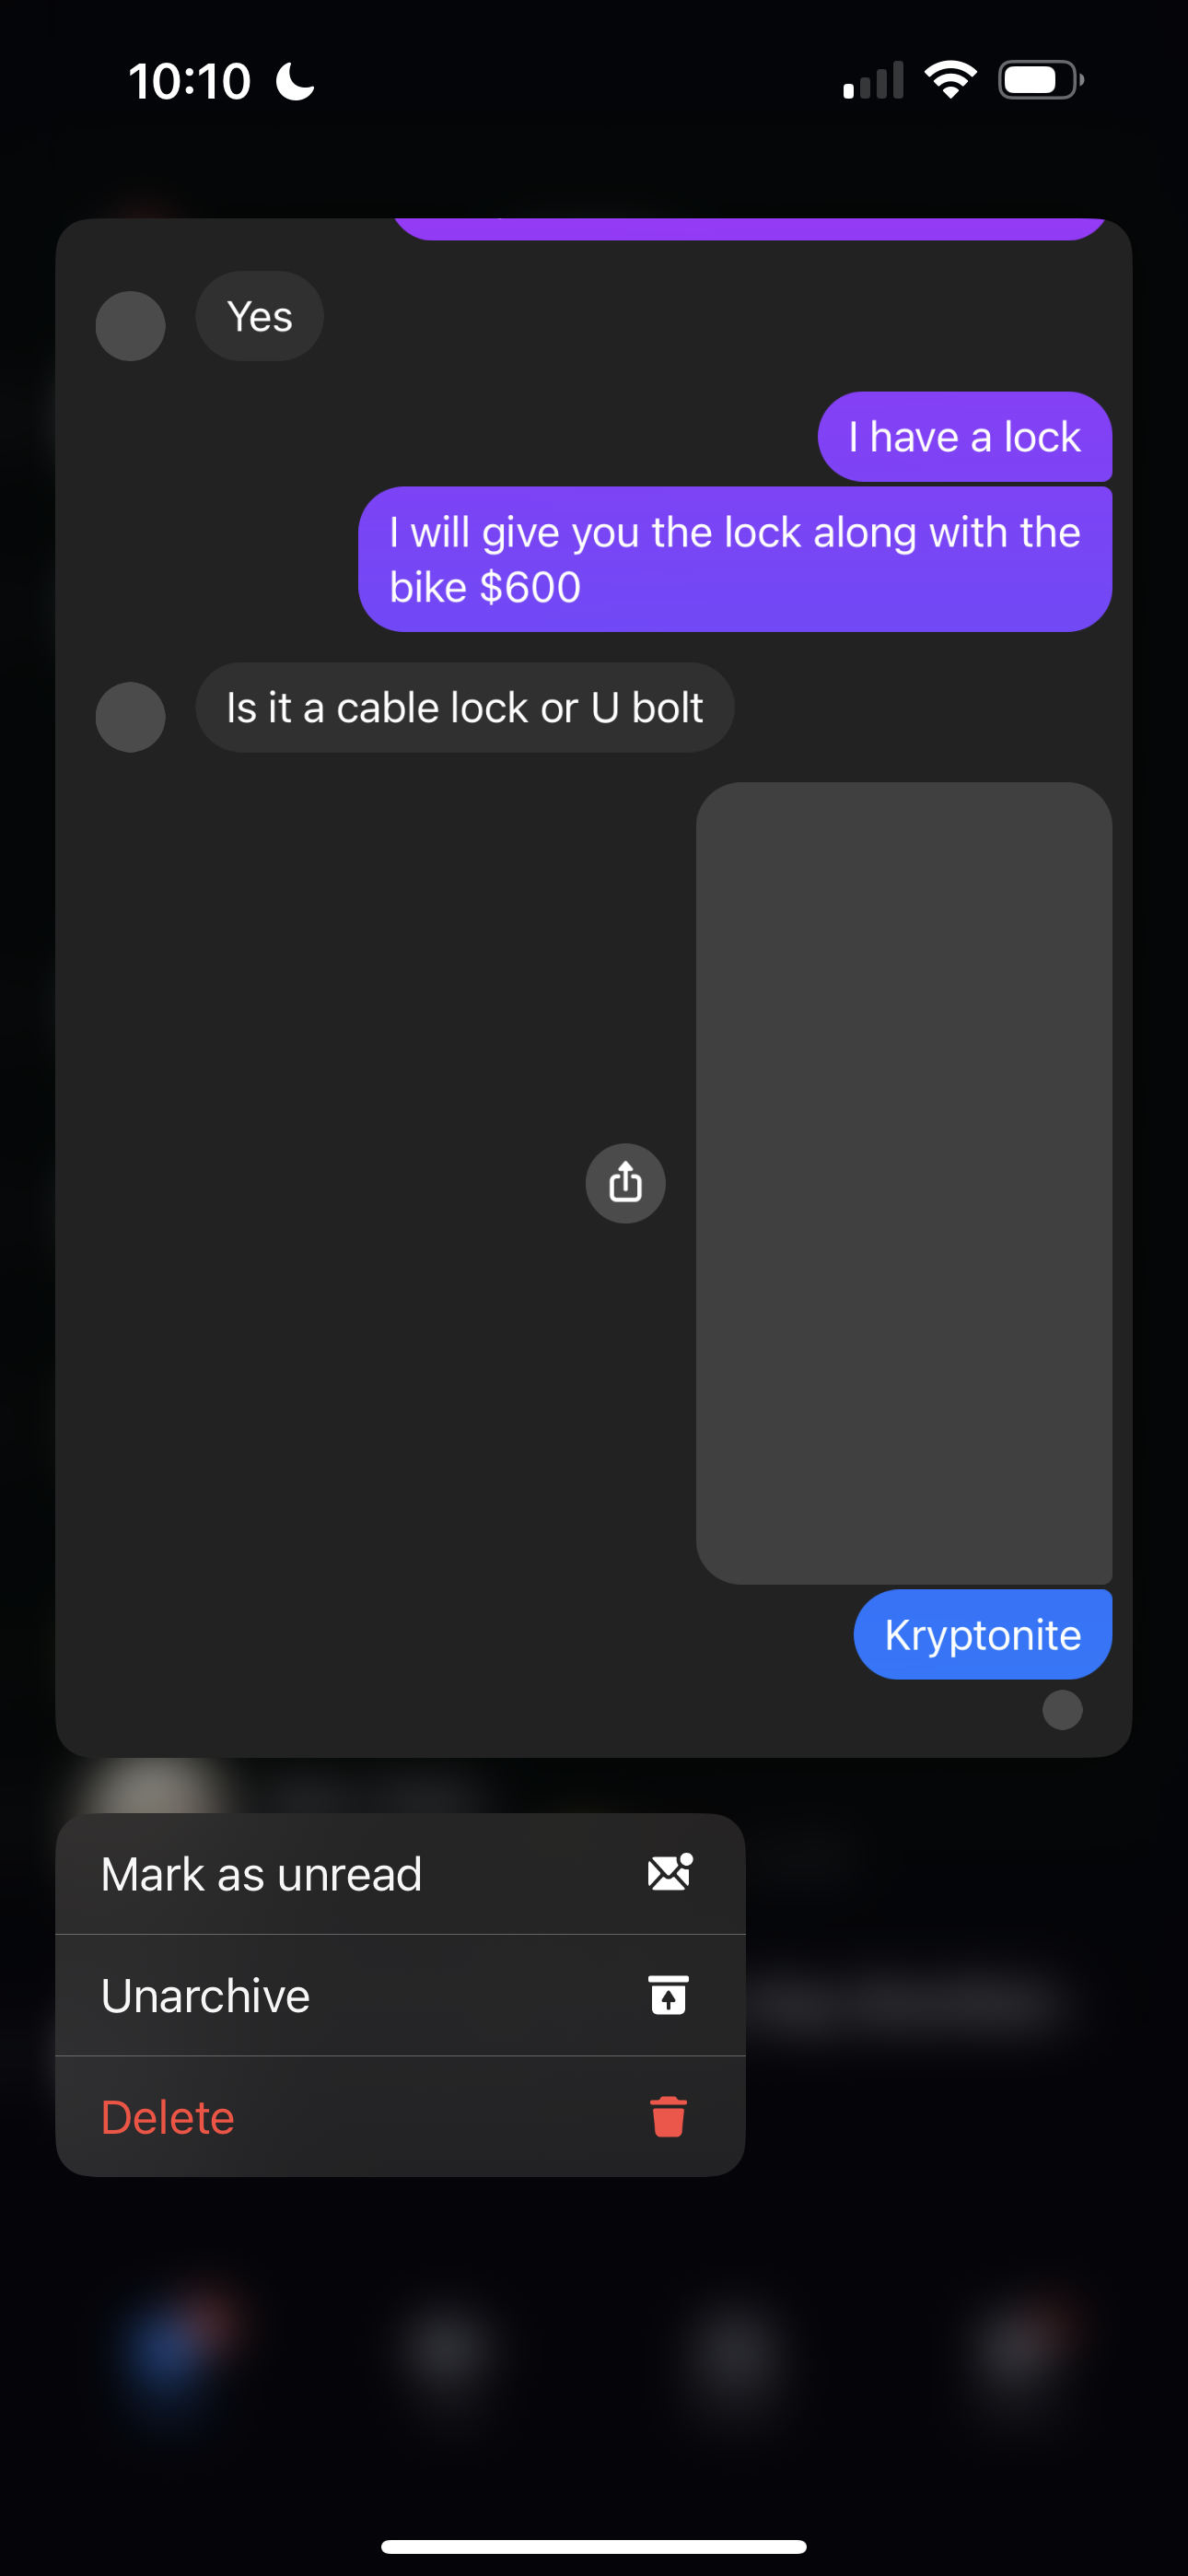 10:10
Yes
I have a lock
I will give you the lock along with the
bike $600
Is it a cable lock or U bolt
Kryptonite
Mark as unread
Unarchive
Delete